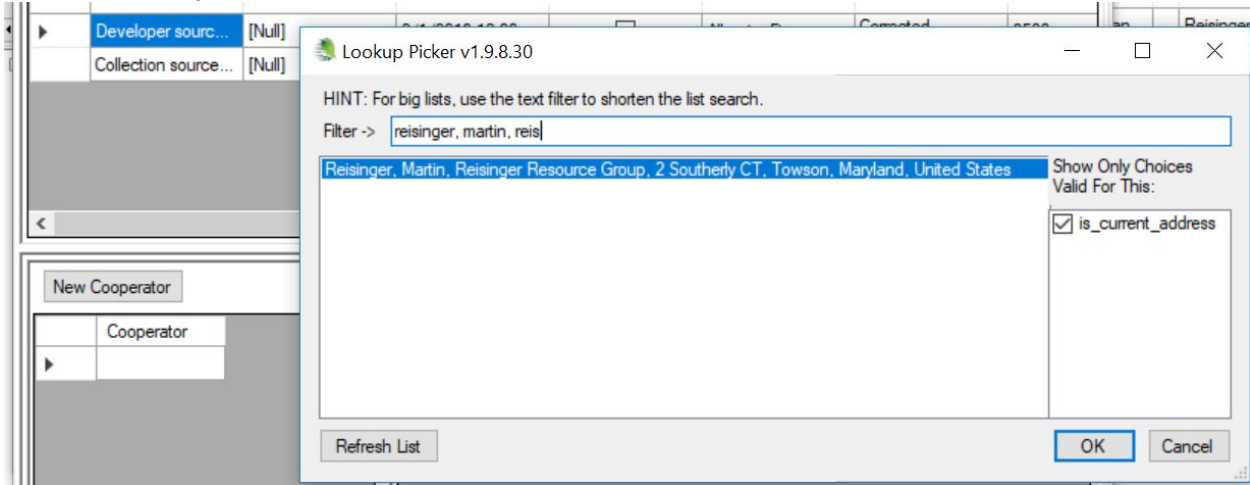 Developer sourc... [Null]
Collection source... [Null]
Lookup Picker v1.9.8.30
HINT: For big lists, use the text filter to shorten the list search.
Filter -> reisinger, martin, reis
Reisinger, Martin, Reisinger Resource Group, 2 Southerly CT, Towson, Maryland, United States
Show Only Choices
Valid For This:
is_current_address
New Cooperator
Cooperator
Refresh List
OK Cancel